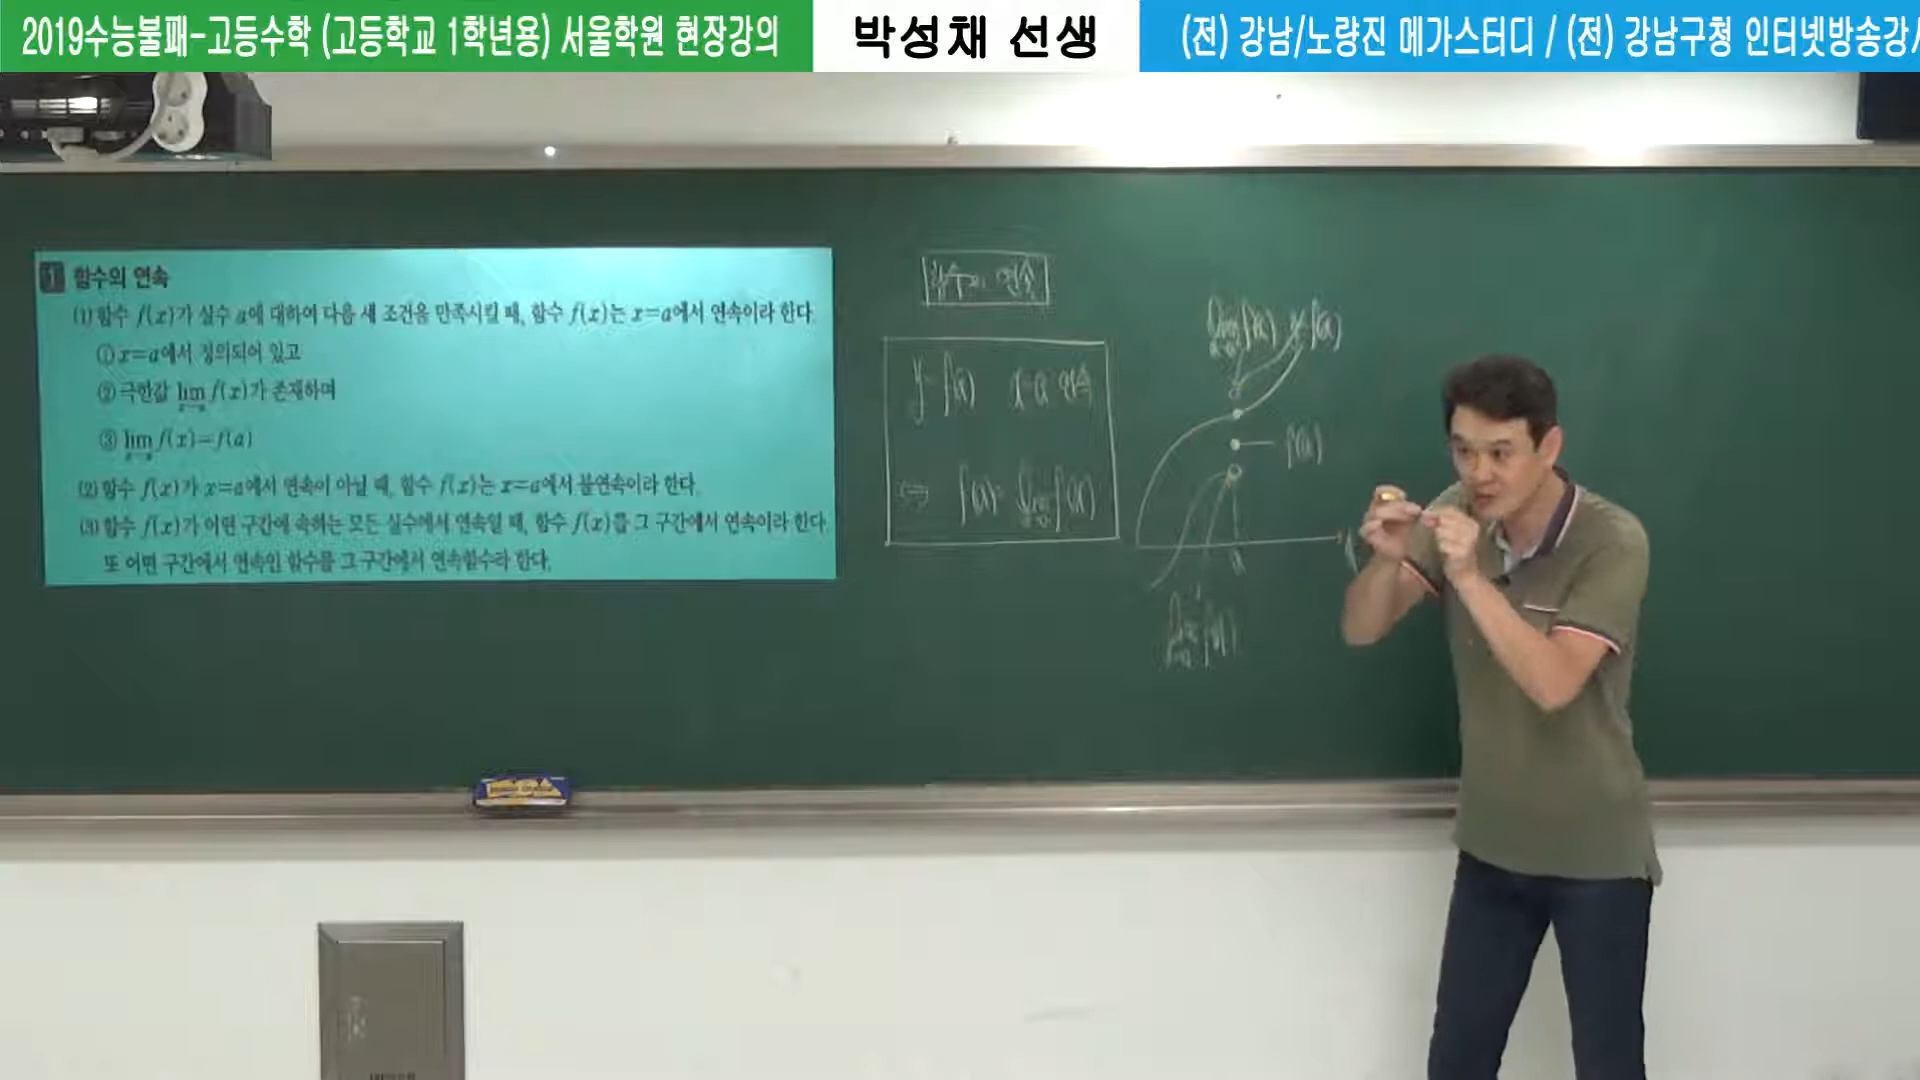 2019수능불패-고등수학 (고등학교 1학년용) 서울학원 현장강의
박성채 선생
(전) 강남/노량진 메가스터디 / (전) 강남구청 인터넷방송강사
1 함수의 연속
(1) 함수 f(x)가 실수 a에 대하여 다음 세 조건을 만족시킬 때, 함수 f(x)는 x=a에서 연속이라 한다.
① x=a에서 정의되어 있고
② 극한값 lim f(x)가 존재하며
x→a
③ lim f(x)=f(a)
x→a
(2) 함수 f(x)가 x=a에서 연속이 아닐 때, 함수 f(x)는 x=a에서 불연속이라 한다.
(3) 함수 f(x)가 어떤 구간에 속하는 모든 실수에서 연속일 때, 함수 f(x)를 그 구간에서 연속이라 한다.
또 어떤 구간에서 연속인 함수를 그 구간에서 연속함수라 한다.
함수의 연속
y=f(x) x=a 연속
⇔ f(a)=lim f(x)
x→a
lim f(x) y=f(x)
f(a)
a
lim f(x)